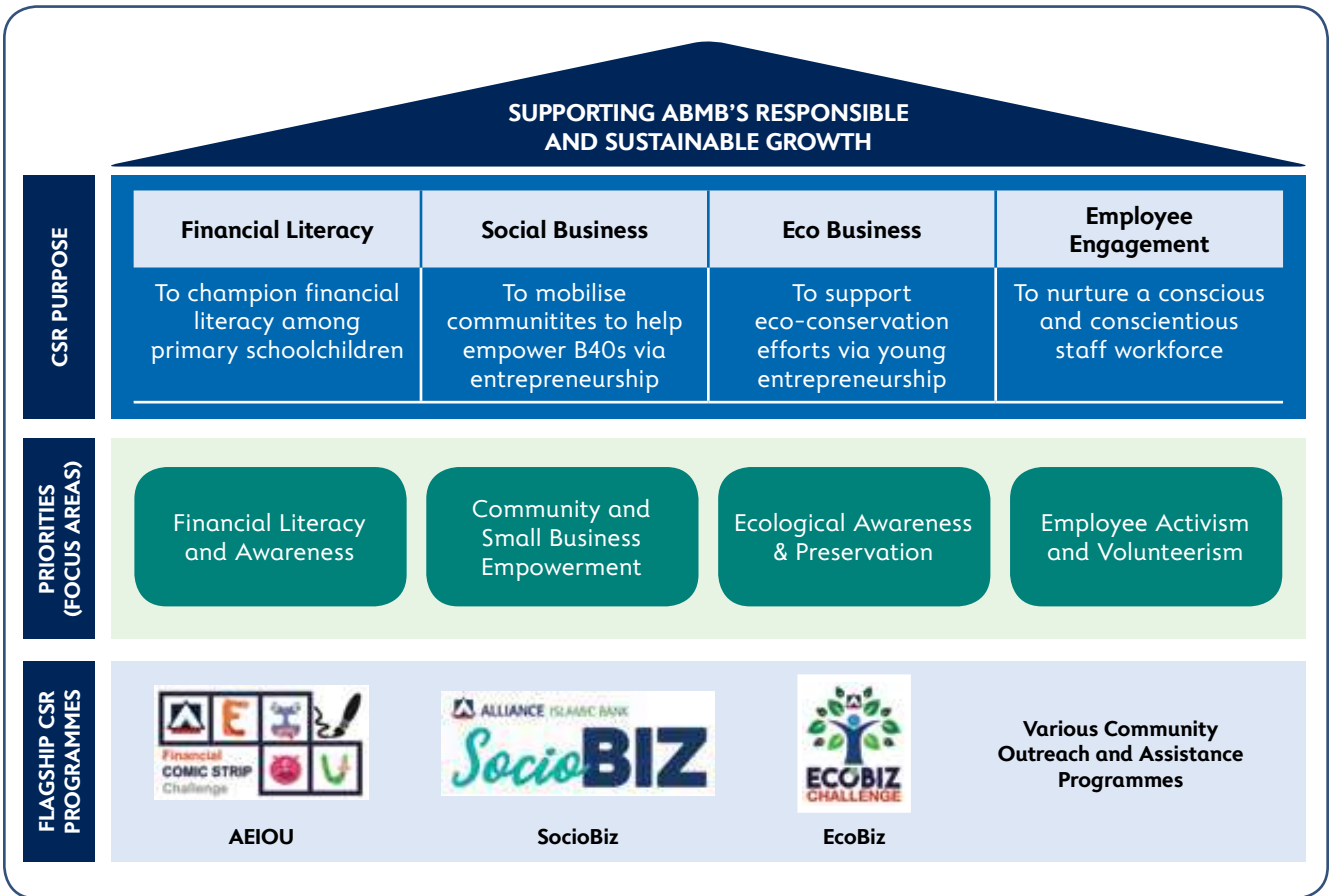 SUPPORTING ABMB'S RESPONSIBLE
AND SUSTAINABLE GROWTH
CSR PURPOSE
Financial Literacy
Social Business
Eco Business
Employee
Engagement
To champion financial
literacy among
primary schoolchildren
To mobilise
communitites to help
empower B40s via
entrepreneurship
To support
eco-conservation
efforts via young
entrepreneurship
To nurture a conscious
and conscientious
staff workforce
PRIORITIES
(FOCUS AREAS)
Financial Literacy
and Awareness
Community and
Small Business
Empowerment
Ecological Awareness
& Preservation
Employee Activism
and Volunteerism
FLAGSHIP CSR
PROGRAMMES
A E I O U
Financial
COMIC STRIP
Challenge
AEIOU
ALLIANCE ISLAMIC BANK
SocioBIZ
SocioBiz
ECOBIZ
CHALLENGE
EcoBiz
Various Community
Outreach and Assistance
Programmes